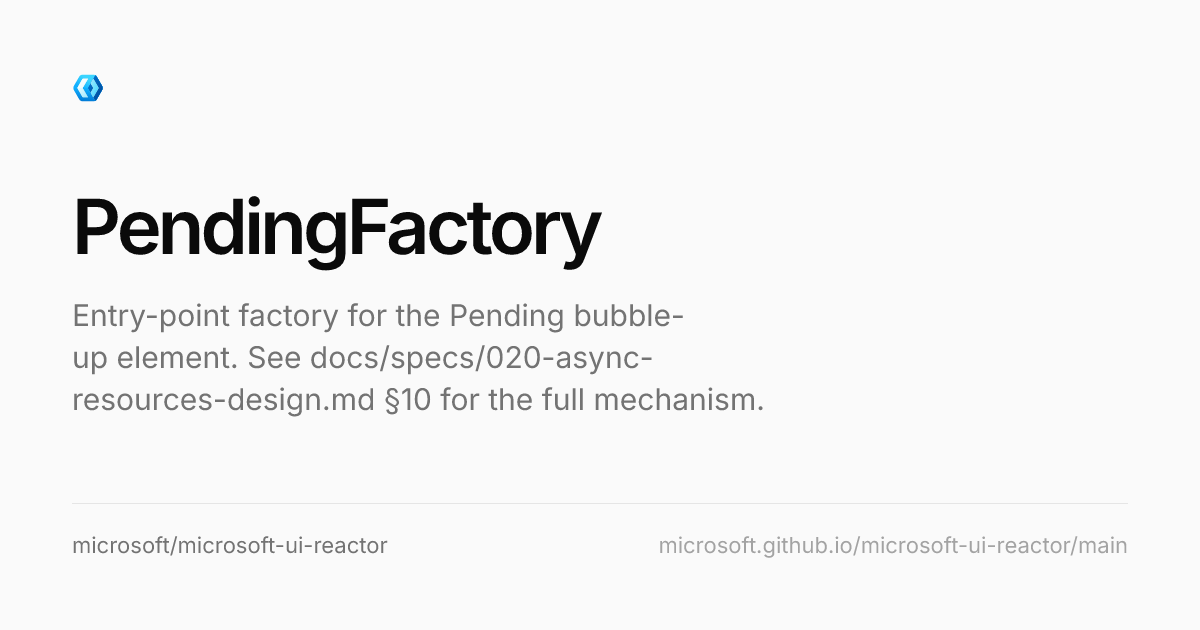 PendingFactory
Entry-point factory for the Pending bubble-
up element. See docs/specs/020-async-
resources-design.md §10 for the full mechanism.
microsoft/microsoft-ui-reactor
microsoft.github.io/microsoft-ui-reactor/main